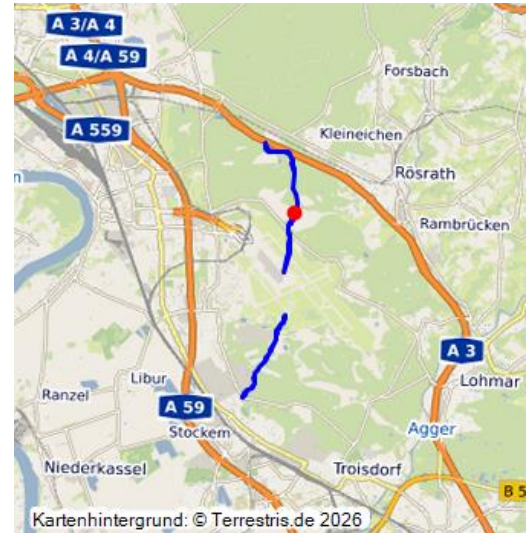 A 3/A 4
A 4/A 59
Forsbach
A 559
Kleineichen
Rösrath
Rambrücken
A 3
Libur
Lohmar
Ranzel
A 59
Stockem
Agger
Niederkassel
Troisdorf
B 5
Kartenhintergrund: © Terrestris.de 2026